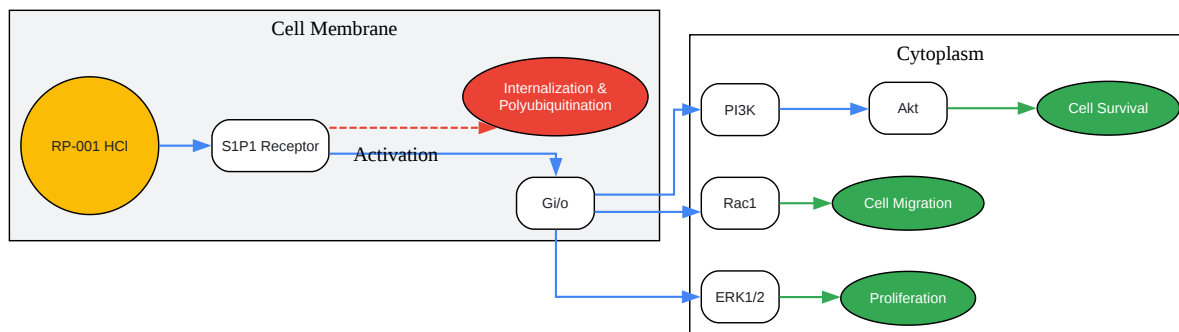 Cell Membrane
RP-001 HCl
S1P1 Receptor
Internalization &
Polyubiquitination
Activation
Gi/o
Cytoplasm
PI3K
Akt
Cell Survival
Rac1
Cell Migration
ERK1/2
Proliferation